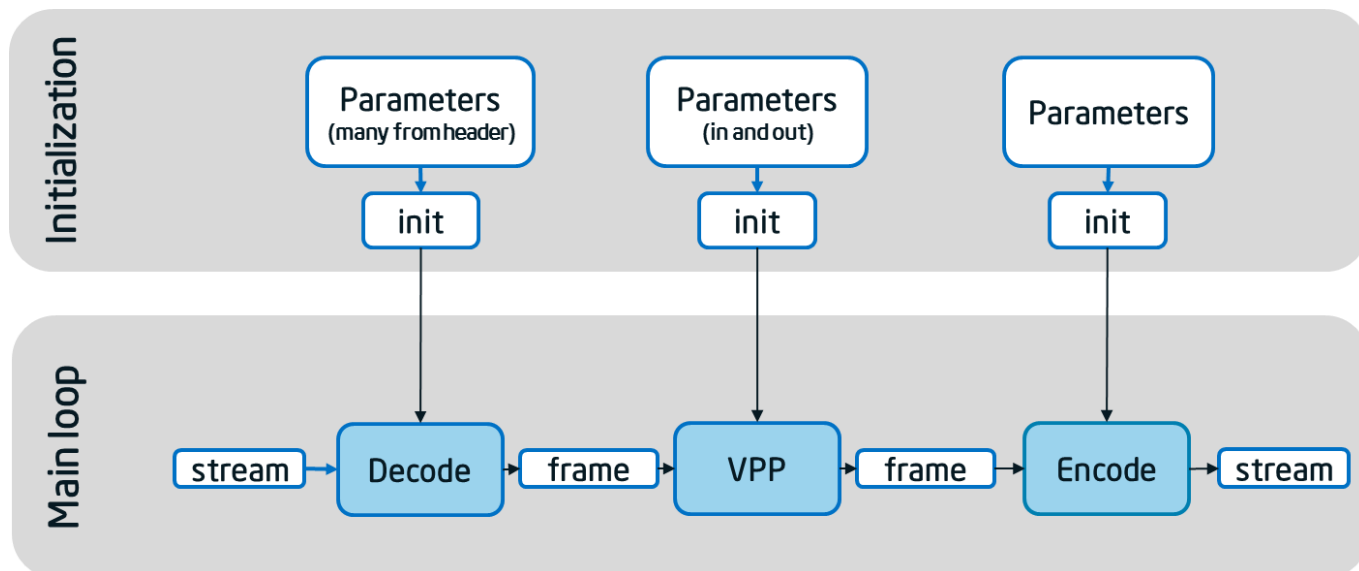 Initialization
Parameters
(many from header)
Parameters
(in and out)
Parameters
init
init
init
Main loop
stream
Decode
frame
VPP
frame
Encode
stream